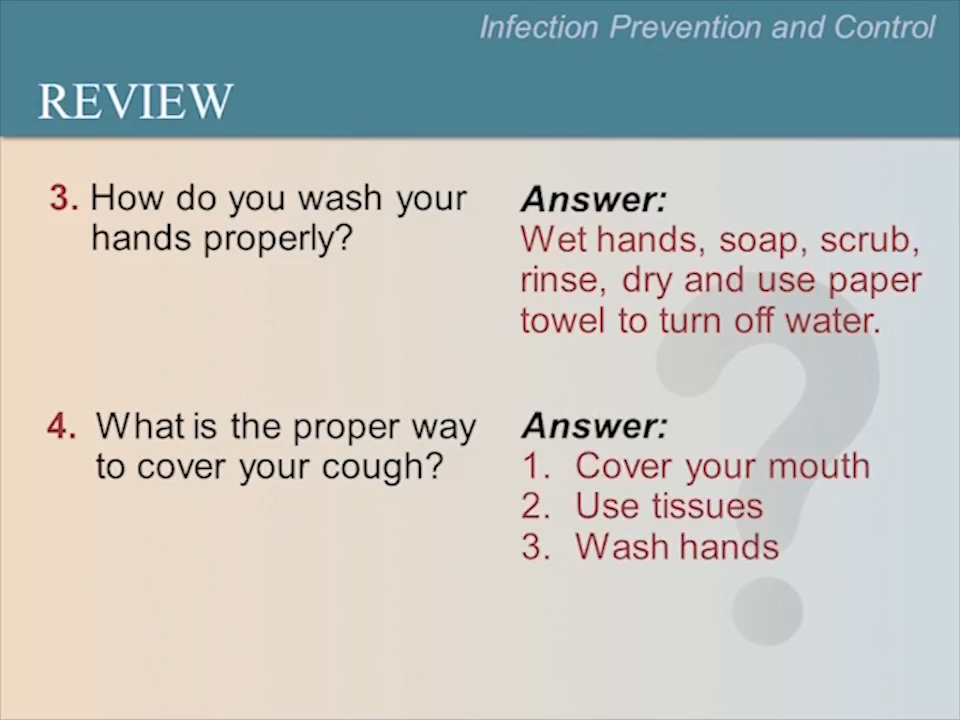 Infection Prevention and Control
REVIEW
3. How do you wash your
hands properly?
Answer:
Wet hands, soap, scrub,
rinse, dry and use paper
towel to turn off water.
4. What is the proper way
to cover your cough?
Answer:
1. Cover your mouth
2. Use tissues
3. Wash hands
?